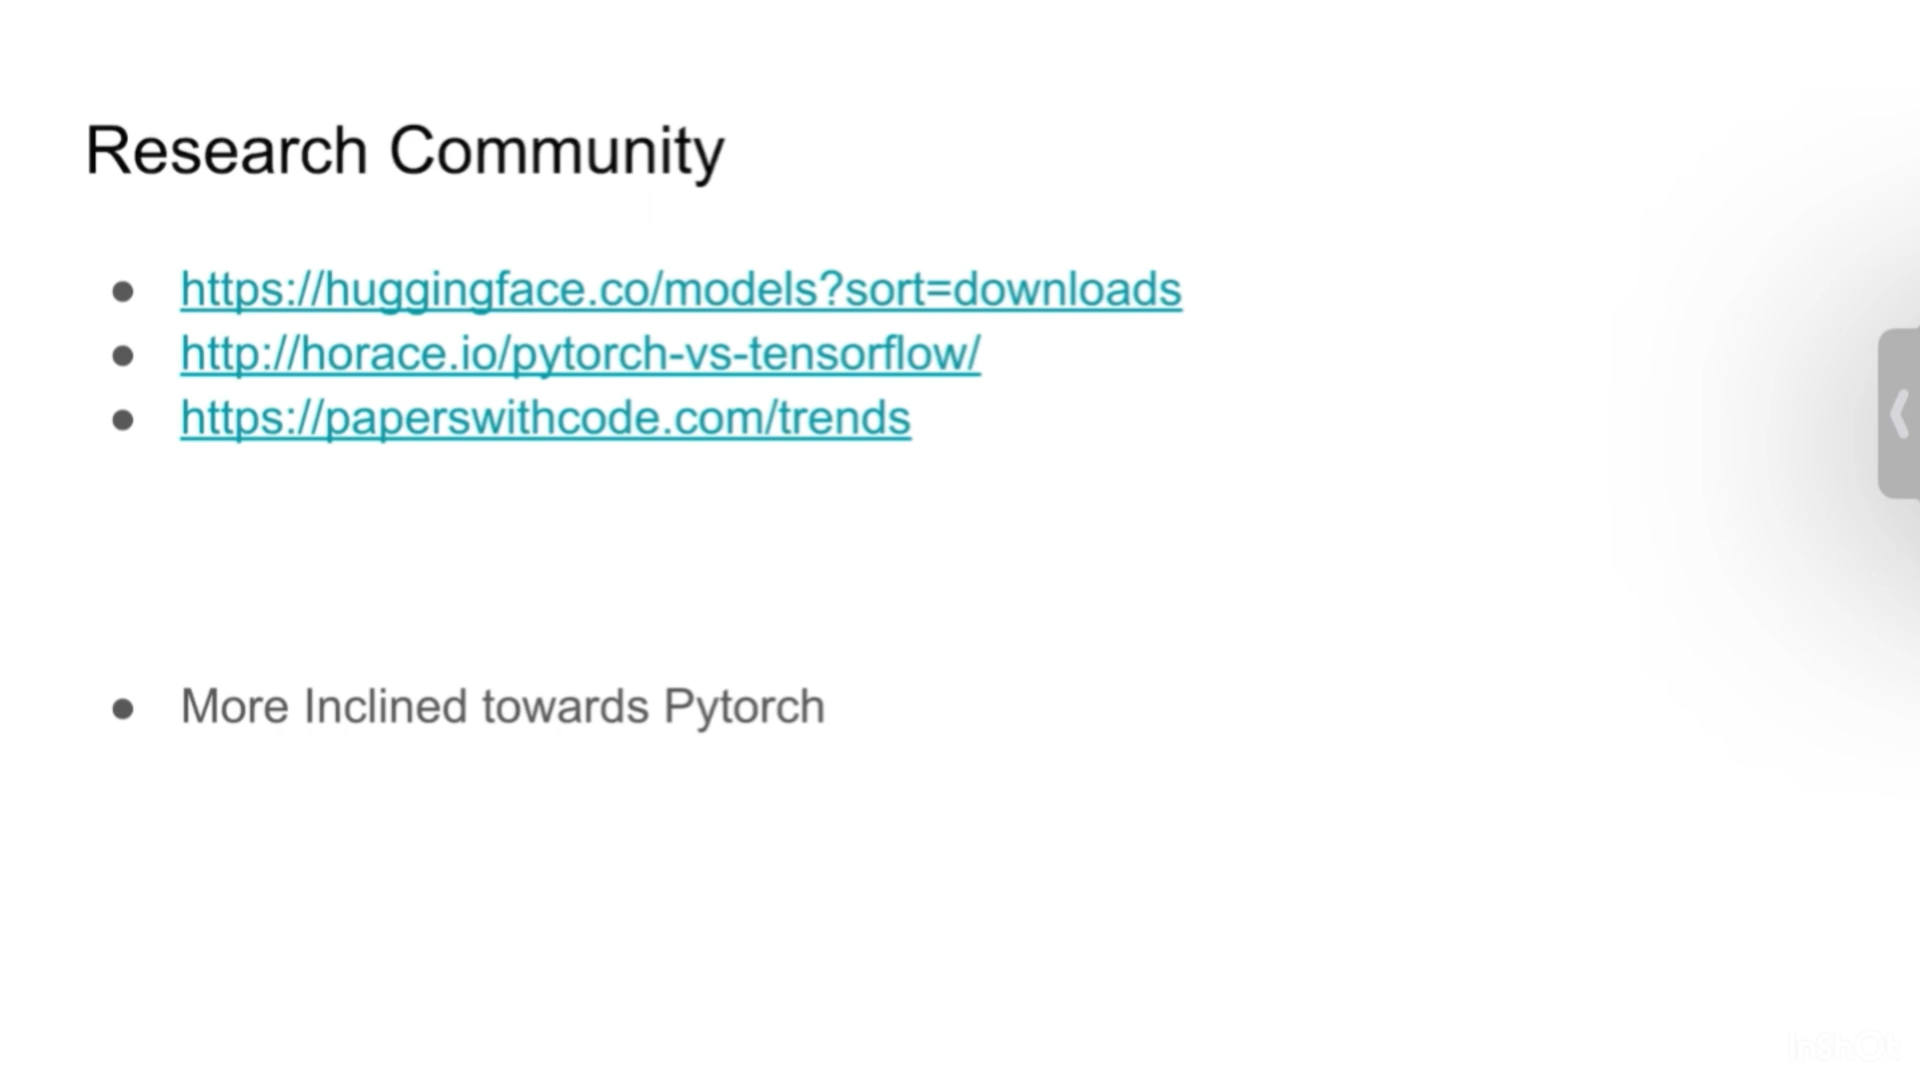 Research Community
● https://huggingface.co/models?sort=downloads
● http://horace.io/pytorch-vs-tensorflow/
● https://paperswithcode.com/trends
● More Inclined towards Pytorch
InShOt